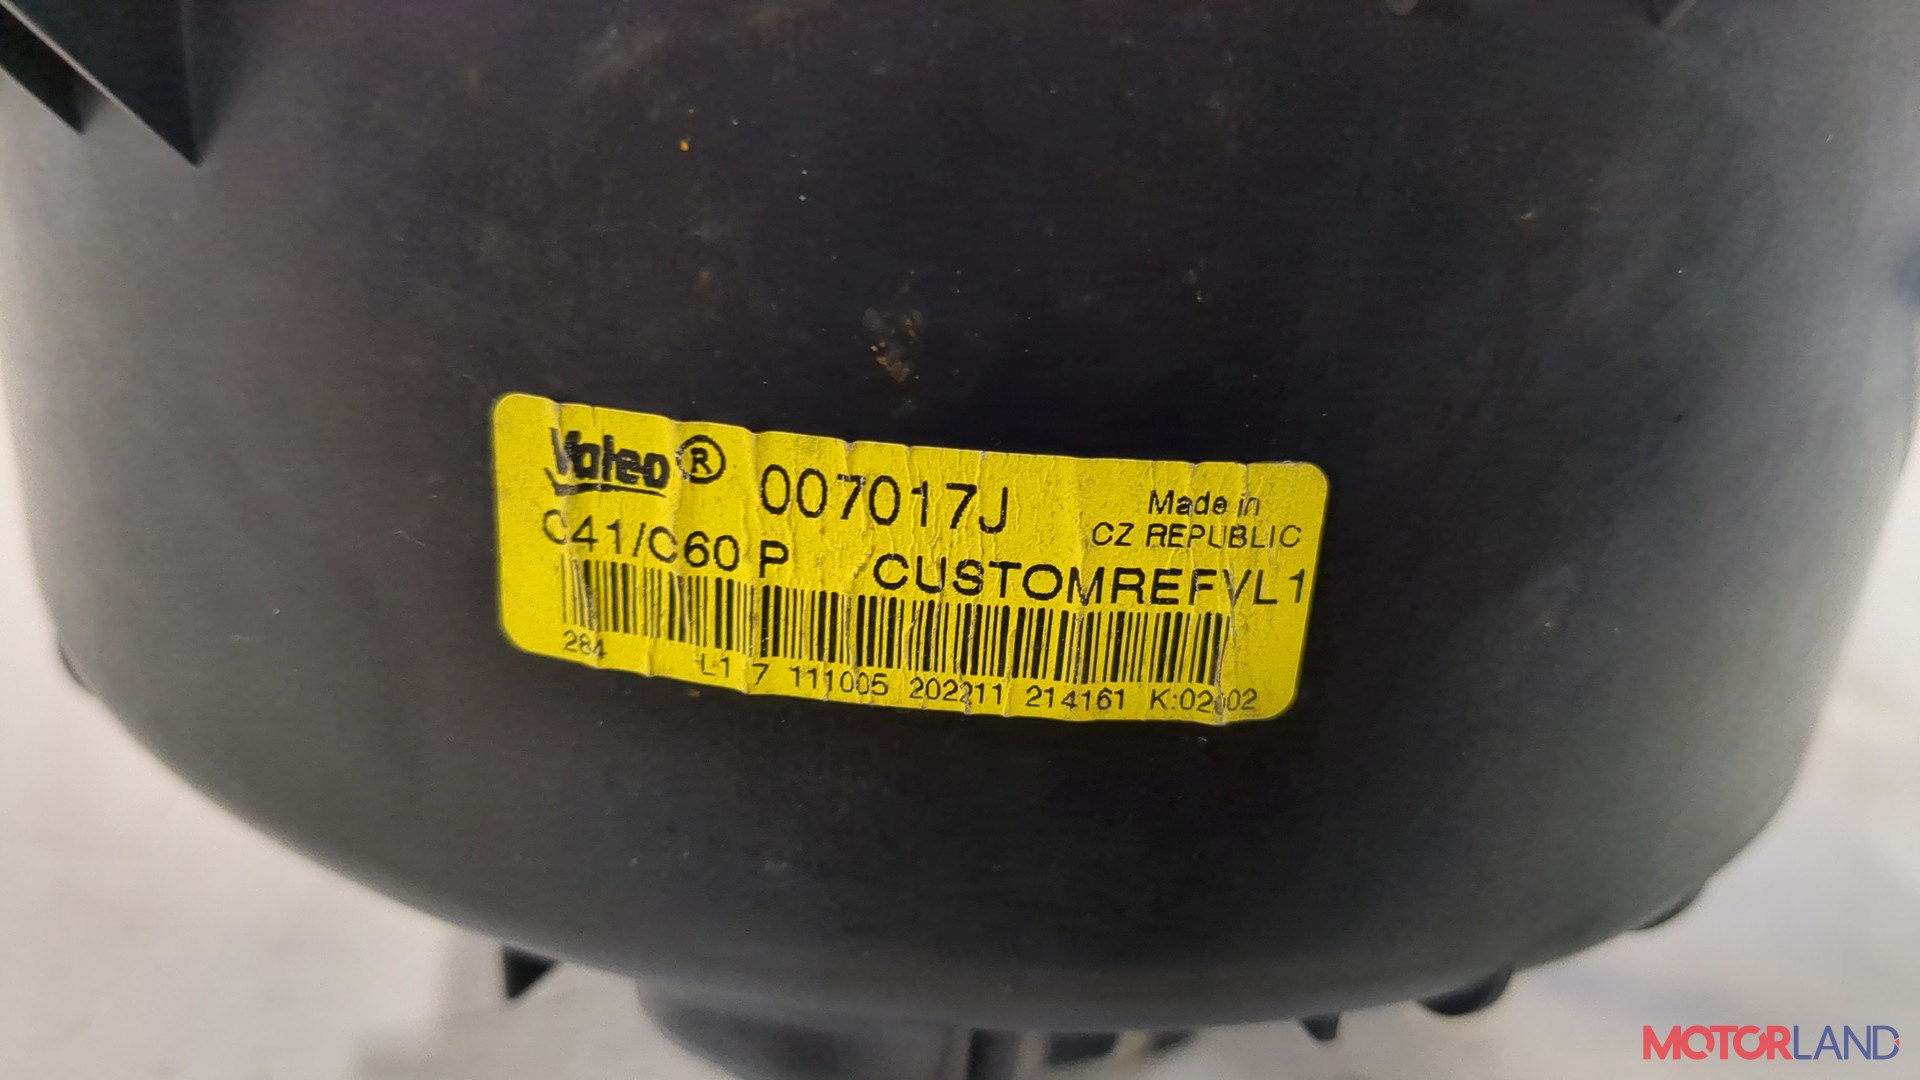 Valeo® 007017J Made in
CZ REPUBLIC
C41/C60 P CUSTOMREFVL1
284 L1 7 111005 202211 214161 K:02002
MOTORLAND